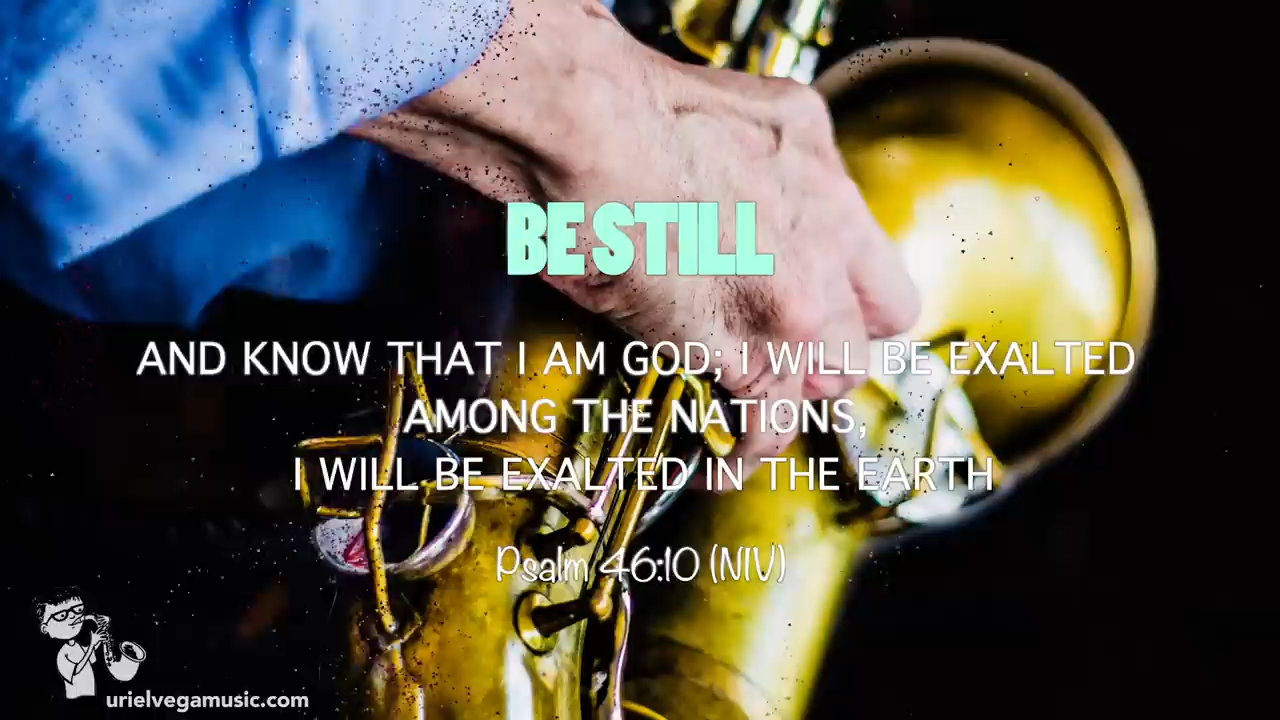 BE STILL
AND KNOW THAT I AM GOD; I WILL BE EXALTED
AMONG THE NATIONS,
I WILL BE EXALTED IN THE EARTH
Psalm 46:10 (NIV)
urielvegamusic.com